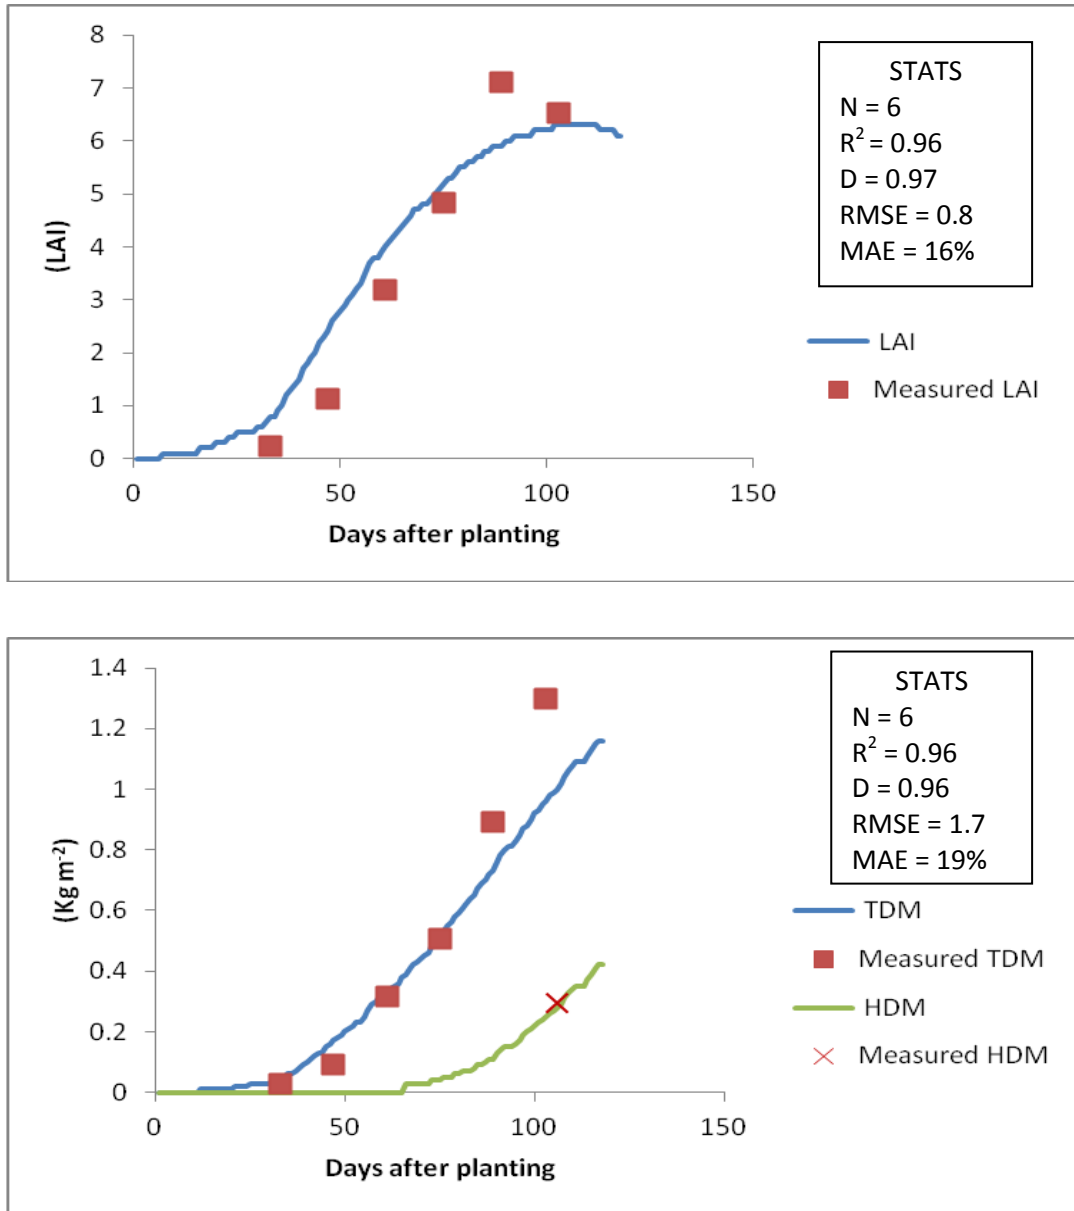 8
7
6
5
4
3
2
1
0
(LAI)
0 50 100 150
Days after planting
STATS
N = 6
R² = 0.96
D = 0.97
RMSE = 0.8
MAE = 16%
LAI
Measured LAI
1.4
1.2
1
0.8
0.6
0.4
0.2
0
(Kg m⁻²)
0 50 100 150
Days after planting
STATS
N = 6
R² = 0.96
D = 0.96
RMSE = 1.7
MAE = 19%
TDM
Measured TDM
HDM
Measured HDM